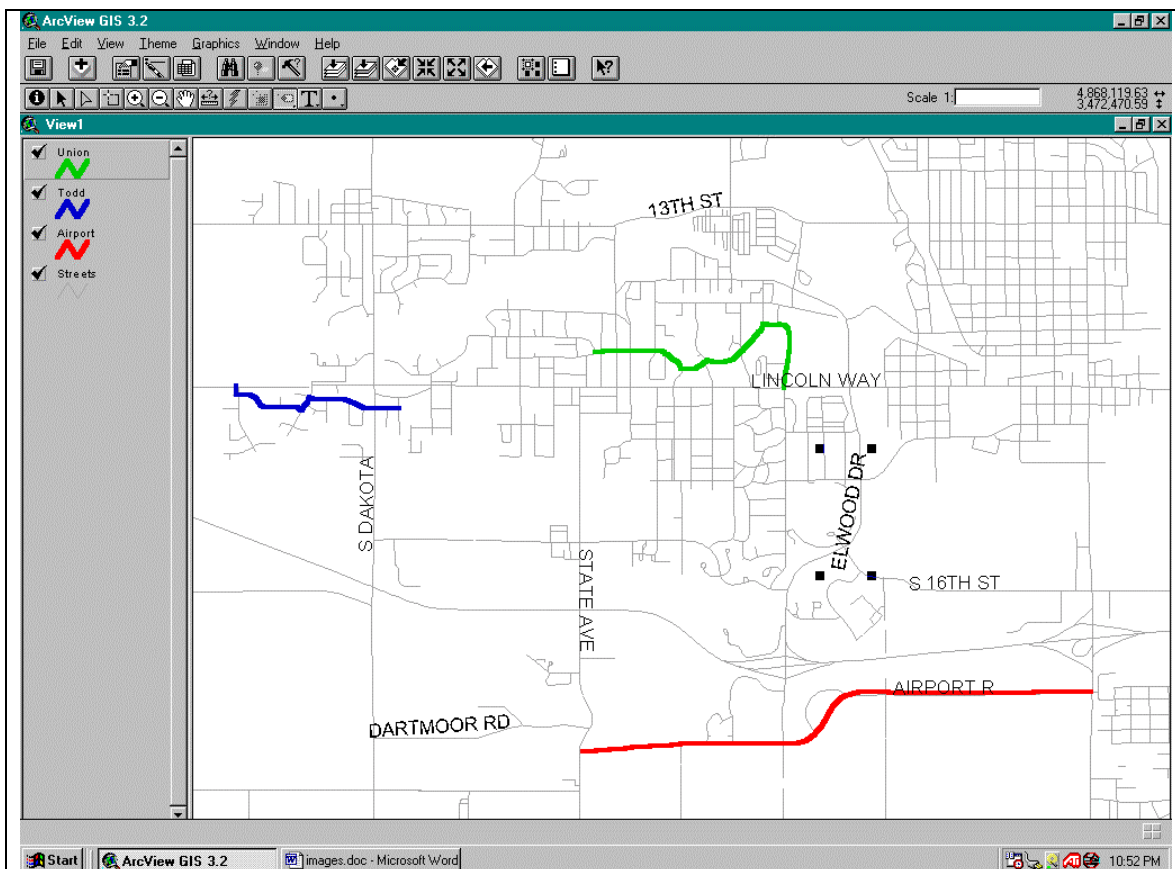 ArcView GIS 3.2
File Edit View Theme Graphics Window Help
Scale 1:
4,868,119.63
3,472,470.59
View1
Union
Todd
Airport
Streets
13TH ST
LINCOLN WAY
S DAKOTA
ELWOOD DR
STATE AVE
S 16TH ST
AIRPORT R
DARTMOOR RD
Start ArcView GIS 3.2 images.doc - Microsoft Word 10:52 PM